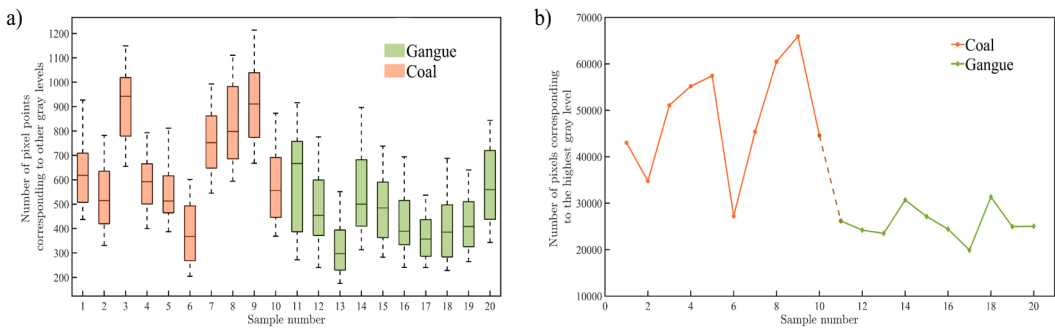 a)
Number of pixel points
corresponding to other gray levels
1200
1100
1000
900
800
700
600
500
400
300
200
Gangue
Coal
1 2 3 4 5 6 7 8 9 10 11 12 13 14 15 16 17 18 19 20
Sample number
b)
Number of pixels corresponding
to the highest gray level
70000
60000
50000
40000
30000
20000
10000
Coal
Gangue
0 2 4 6 8 10 12 14 16 18 20
Sample number